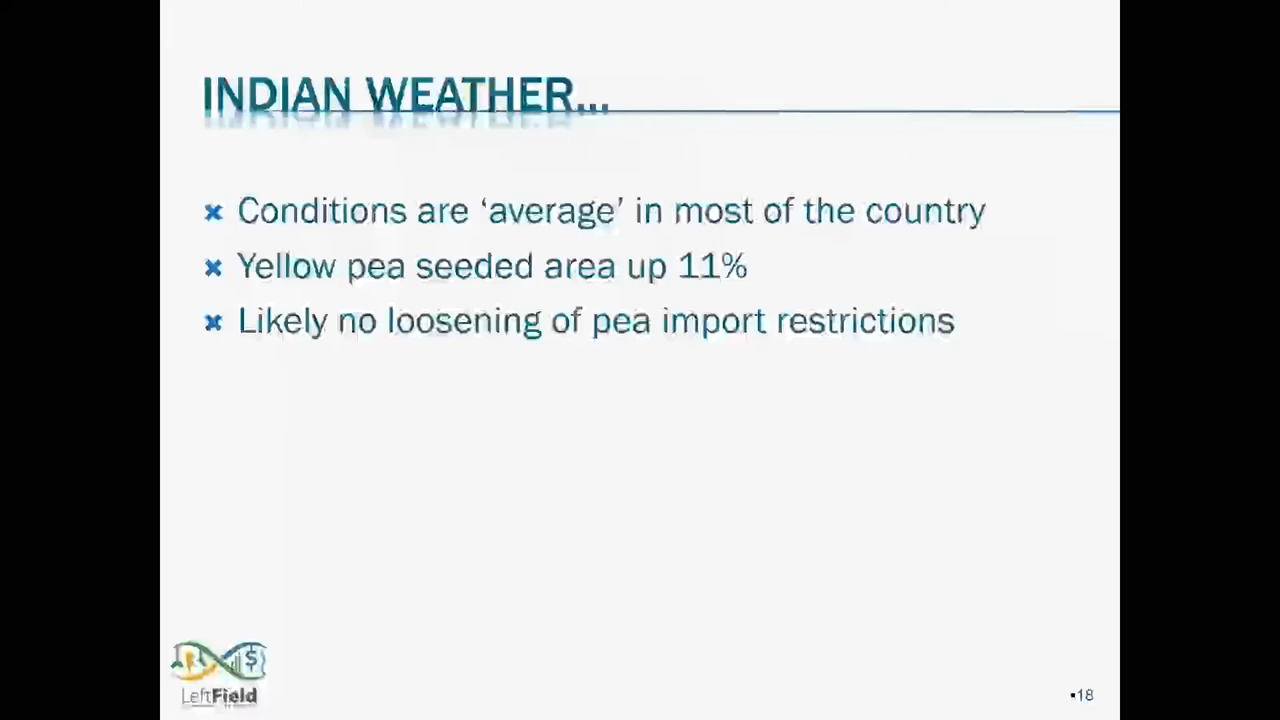 INDIAN WEATHER...
Conditions are ‘average’ in most of the country
Yellow pea seeded area up 11%
Likely no loosening of pea import restrictions
$
LeftField
▪18